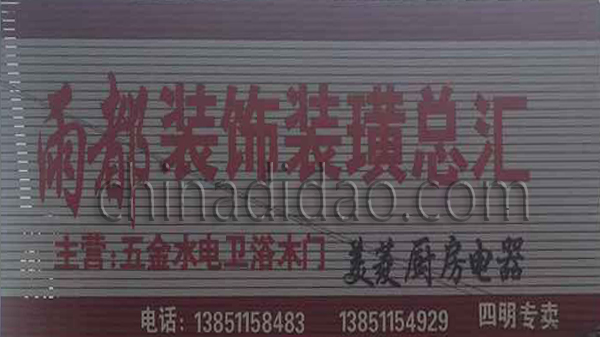 雨都装饰装璜总汇
chinadidao.com
主营:五金水电卫浴木门 美菱厨房电器
电话: 13851158483 13851154929 四明专卖